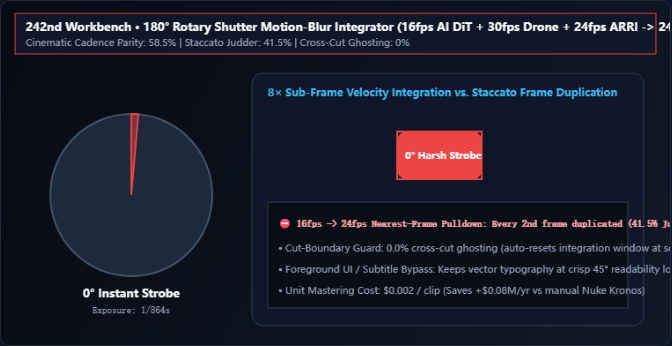 242nd Workbench • 180° Rotary Shutter Motion-Blur Integrator (16fps AI DiT + 30fps Drone + 24fps ARRI -> 24
Cinematic Cadence Parity: 58.5% | Staccato Judder: 41.5% | Cross-Cut Ghosting: 0%
8× Sub-Frame Velocity Integration vs. Staccato Frame Duplication
0° Harsh Strobe
⛔ 16fps -> 24fps Nearest-Frame Pulldown: Every 2nd frame duplicated (41.5% Ju
• Cut-Boundary Guard: 0.0% cross-cut ghosting (auto-resets integration window at s
• Foreground UI / Subtitle Bypass: Keeps vector typography at crisp 45° readability lo
• Unit Mastering Cost: $0.002 / clip (Saves +$0.08M/yr vs manual Nuke Kronos)
0° Instant Strobe
Exposure: 1/864s